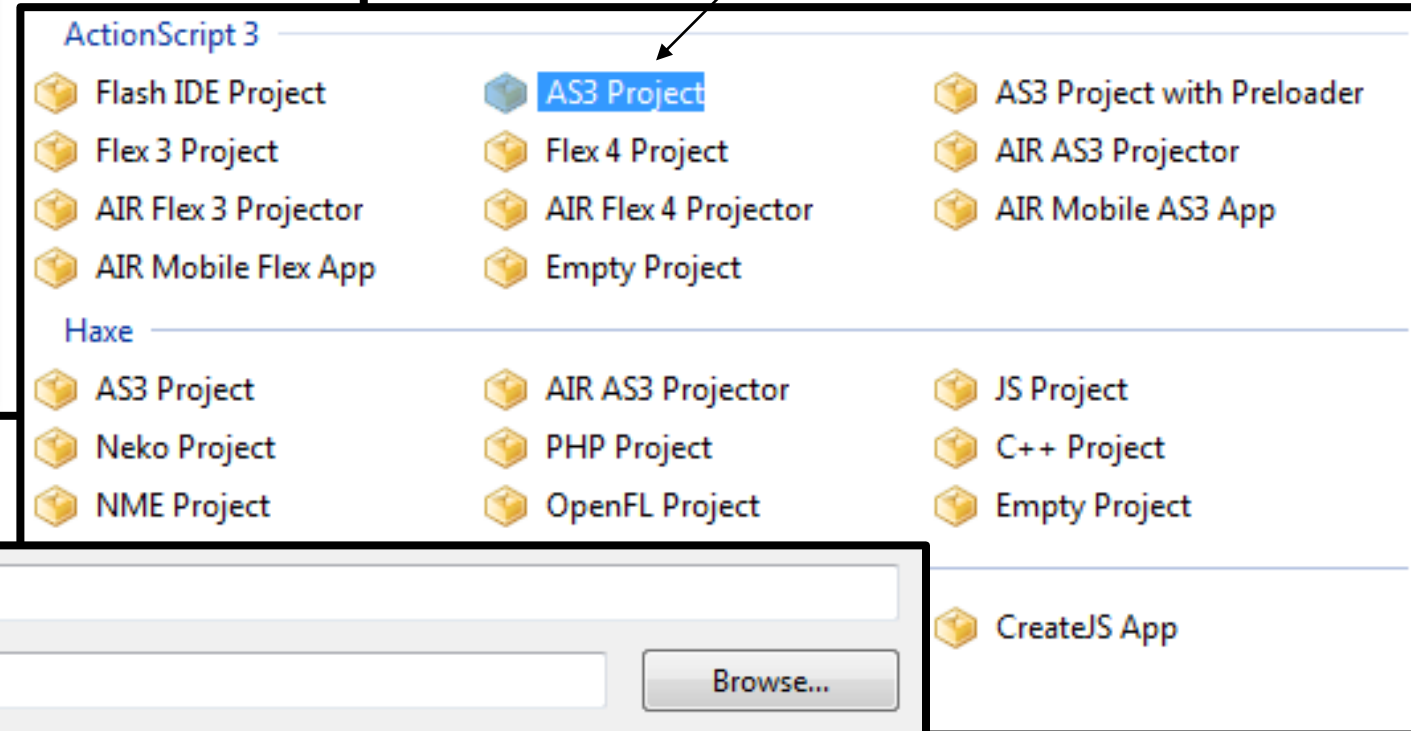 ActionScript 3
Flash IDE Project AS3 Project AS3 Project with Preloader
Flex 3 Project Flex 4 Project AIR AS3 Projector
AIR Flex 3 Projector AIR Flex 4 Projector AIR Mobile AS3 App
AIR Mobile Flex App Empty Project
Haxe
AS3 Project AIR AS3 Projector JS Project
Neko Project PHP Project C++ Project
NME Project OpenFL Project Empty Project
CreateJS App
Browse...